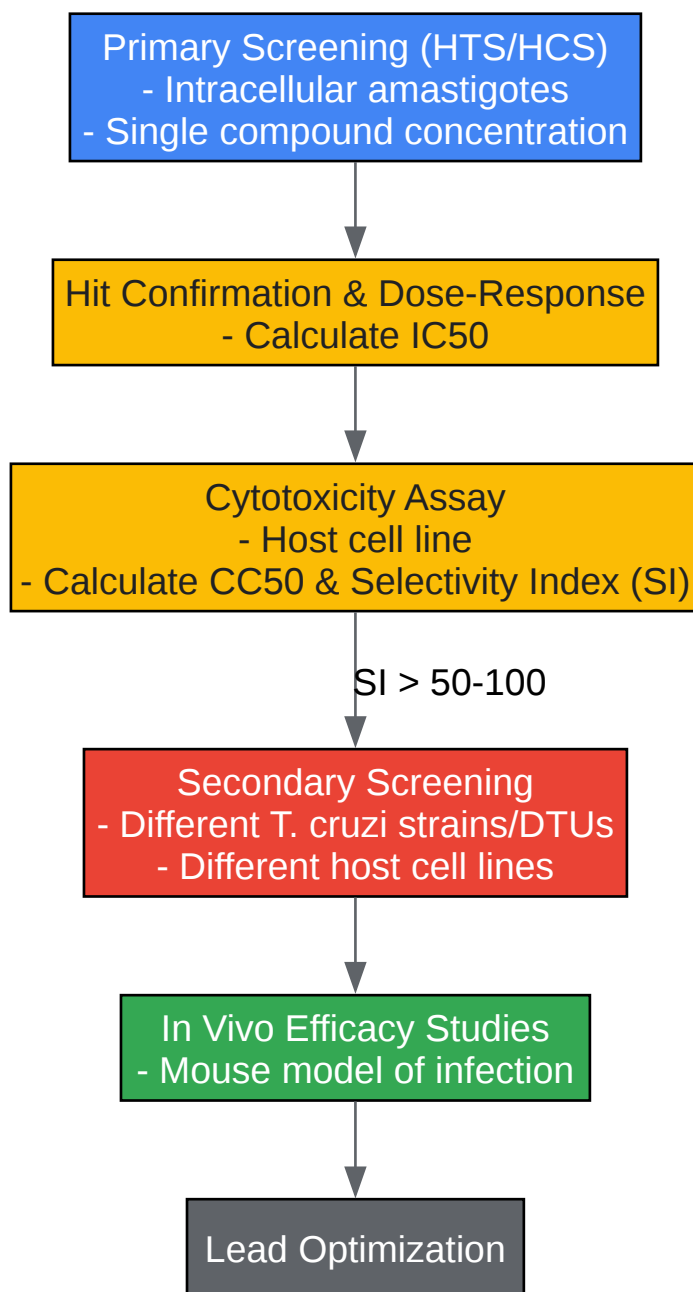 Primary Screening (HTS/HCS)
- Intracellular amastigotes
- Single compound concentration
Hit Confirmation & Dose-Response
- Calculate IC50
Cytotoxicity Assay
- Host cell line
- Calculate CC50 & Selectivity Index (SI)
SI > 50-100
Secondary Screening
- Different T. cruzi strains/DTUs
- Different host cell lines
In Vivo Efficacy Studies
- Mouse model of infection
Lead Optimization